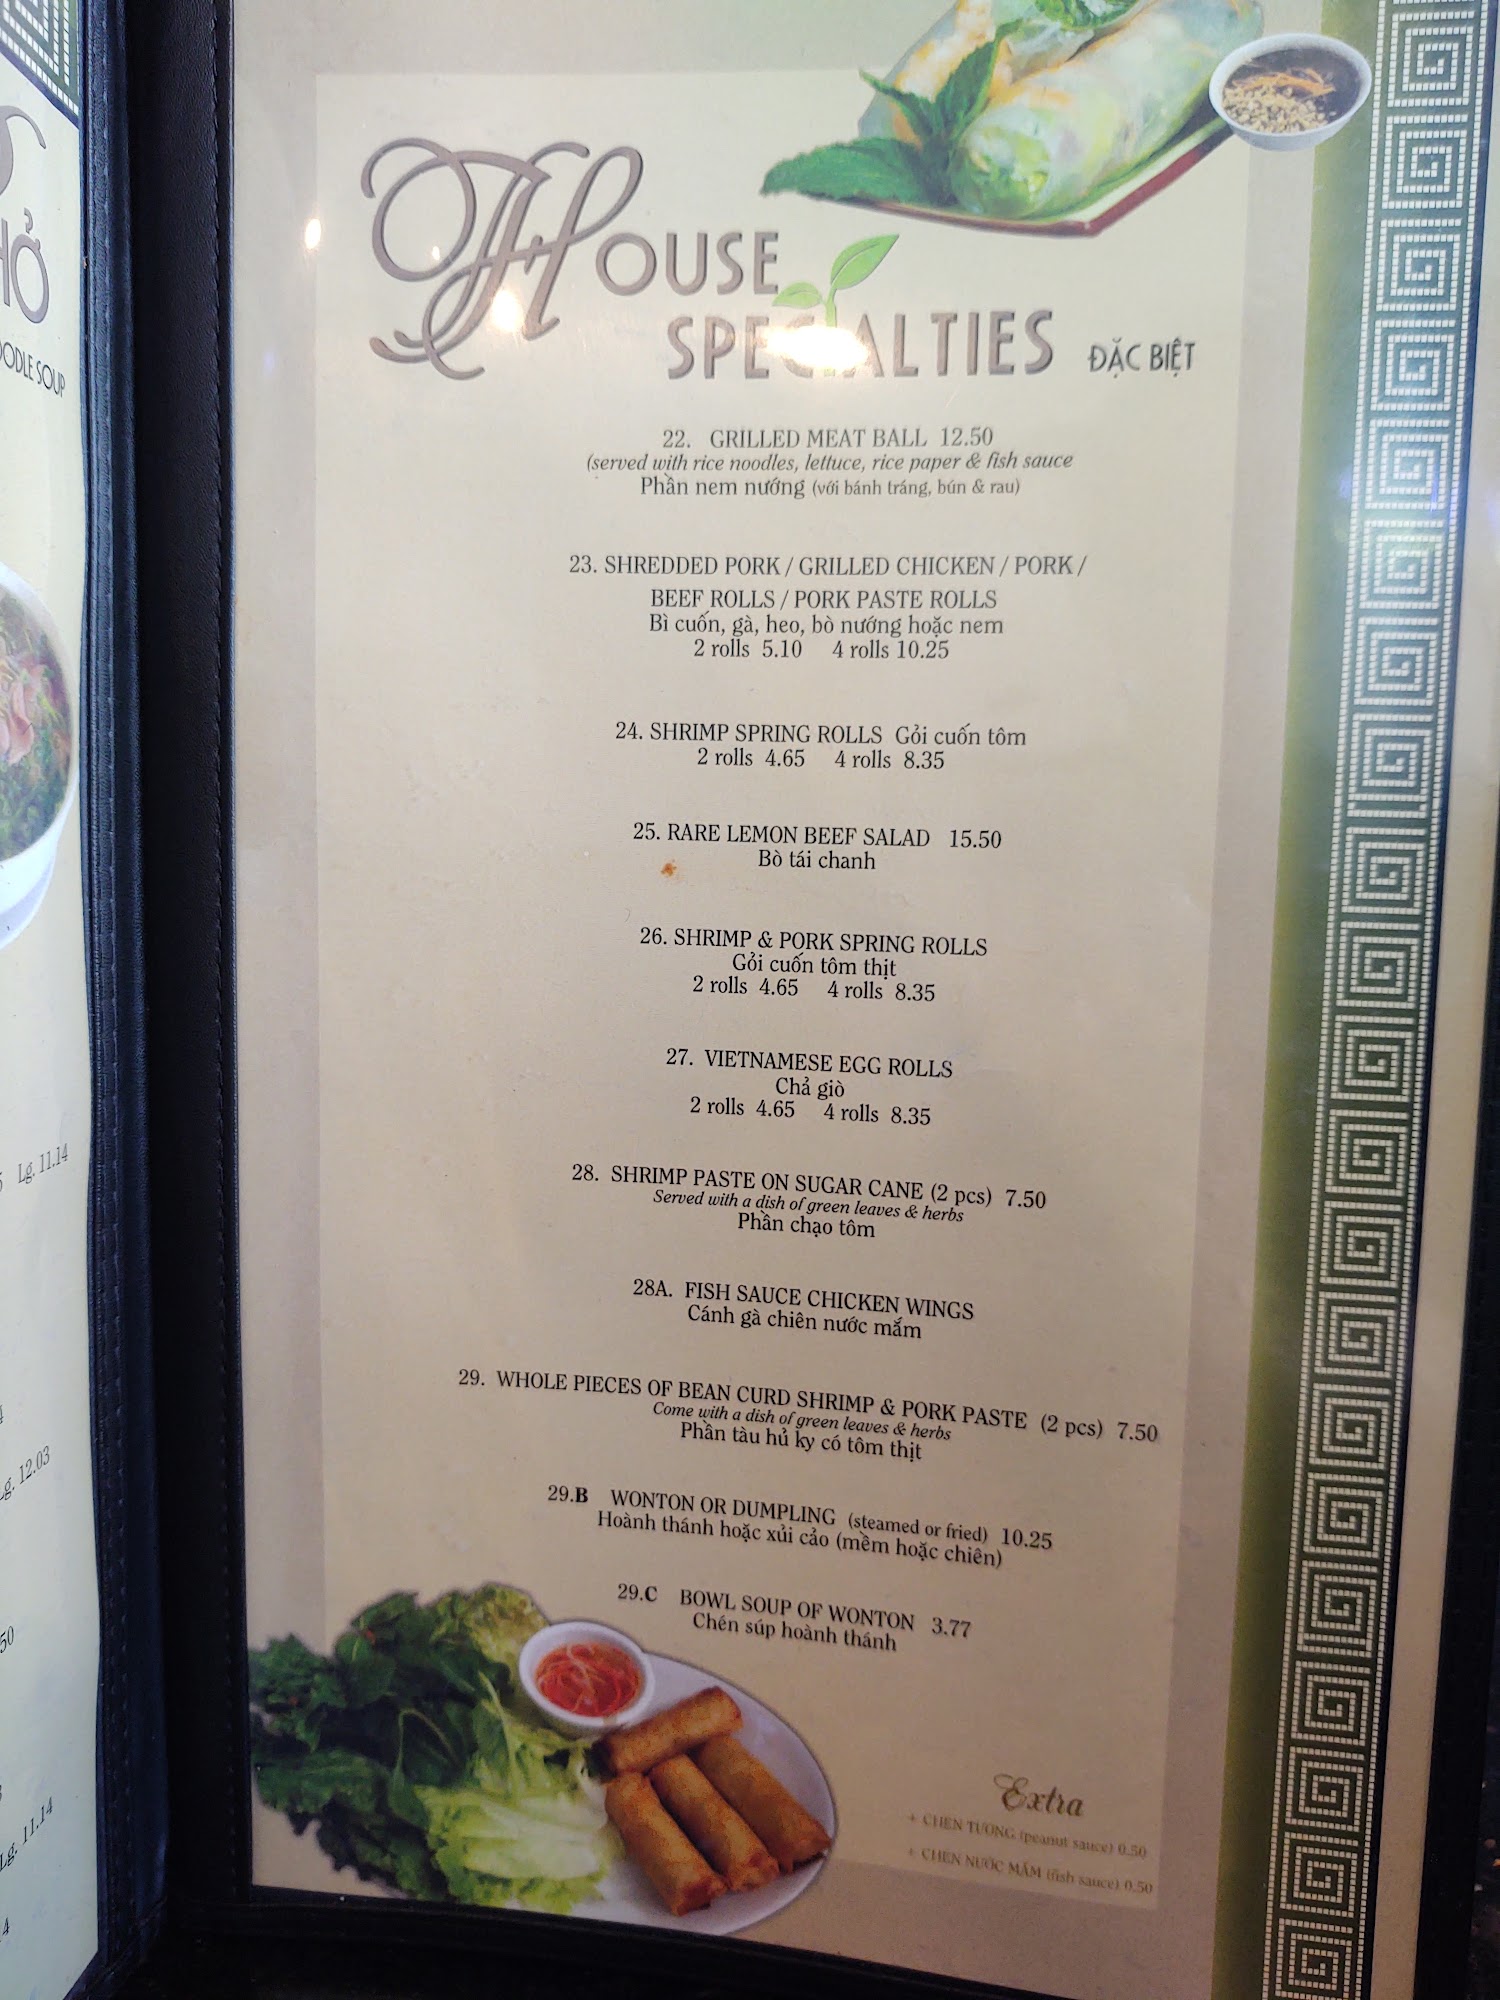 HỞ
OODLE SOUP
Lg. 11.14
Lg. 12.03
Lg. 11.14
House
SPECIALTIES ĐẶC BIỆT
22. GRILLED MEAT BALL 12.50
(served with rice noodles, lettuce, rice paper & fish sauce
Phần nem nướng (với bánh tráng, bún & rau)
23. SHREDDED PORK / GRILLED CHICKEN / PORK /
BEEF ROLLS / PORK PASTE ROLLS
Bì cuốn, gà, heo, bò nướng hoặc nem
2 rolls 5.10 4 rolls 10.25
24. SHRIMP SPRING ROLLS Gỏi cuốn tôm
2 rolls 4.65 4 rolls 8.35
25. RARE LEMON BEEF SALAD 15.50
Bò tái chanh
26. SHRIMP & PORK SPRING ROLLS
Gỏi cuốn tôm thịt
2 rolls 4.65 4 rolls 8.35
27. VIETNAMESE EGG ROLLS
Chả giò
2 rolls 4.65 4 rolls 8.35
28. SHRIMP PASTE ON SUGAR CANE (2 pcs) 7.50
Served with a dish of green leaves & herbs
Phần chạo tôm
28A. FISH SAUCE CHICKEN WINGS
Cánh gà chiên nước mắm
29. WHOLE PIECES OF BEAN CURD SHRIMP & PORK PASTE (2 pcs) 7.50
Come with a dish of green leaves & herbs
Phần tàu hủ ky có tôm thịt
29.B WONTON OR DUMPLING (steamed or fried) 10.25
Hoành thánh hoặc xủi cảo (mềm hoặc chiên)
29.C BOWL SOUP OF WONTON 3.77
Chén súp hoành thánh
Extra
+ CHEN TƯƠNG (peanut sauce) 0.50
+ CHEN NƯỚC MẮM (fish sauce) 0.50